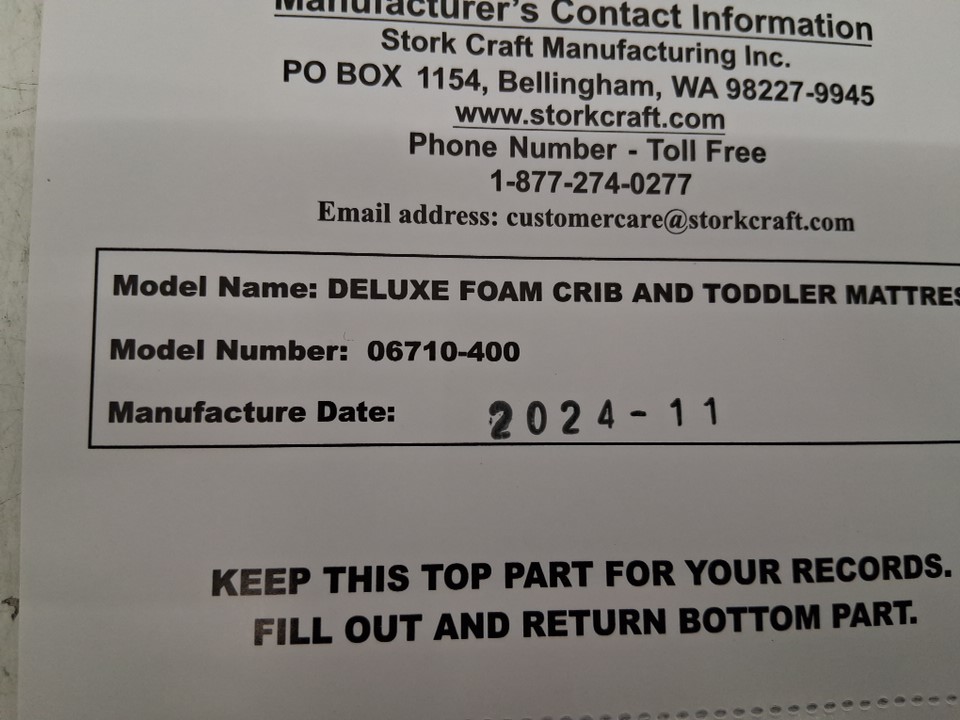 Manufacturer's Contact Information
Stork Craft Manufacturing Inc.
PO BOX 1154, Bellingham, WA 98227-9945
www.storkcraft.com
Phone Number - Toll Free
1-877-274-0277
Email address: customercare@storkcraft.com
Model Name: DELUXE FOAM CRIB AND TODDLER MATTRES
Model Number: 06710-400
Manufacture Date: 2024-11
KEEP THIS TOP PART FOR YOUR RECORDS.
FILL OUT AND RETURN BOTTOM PART.